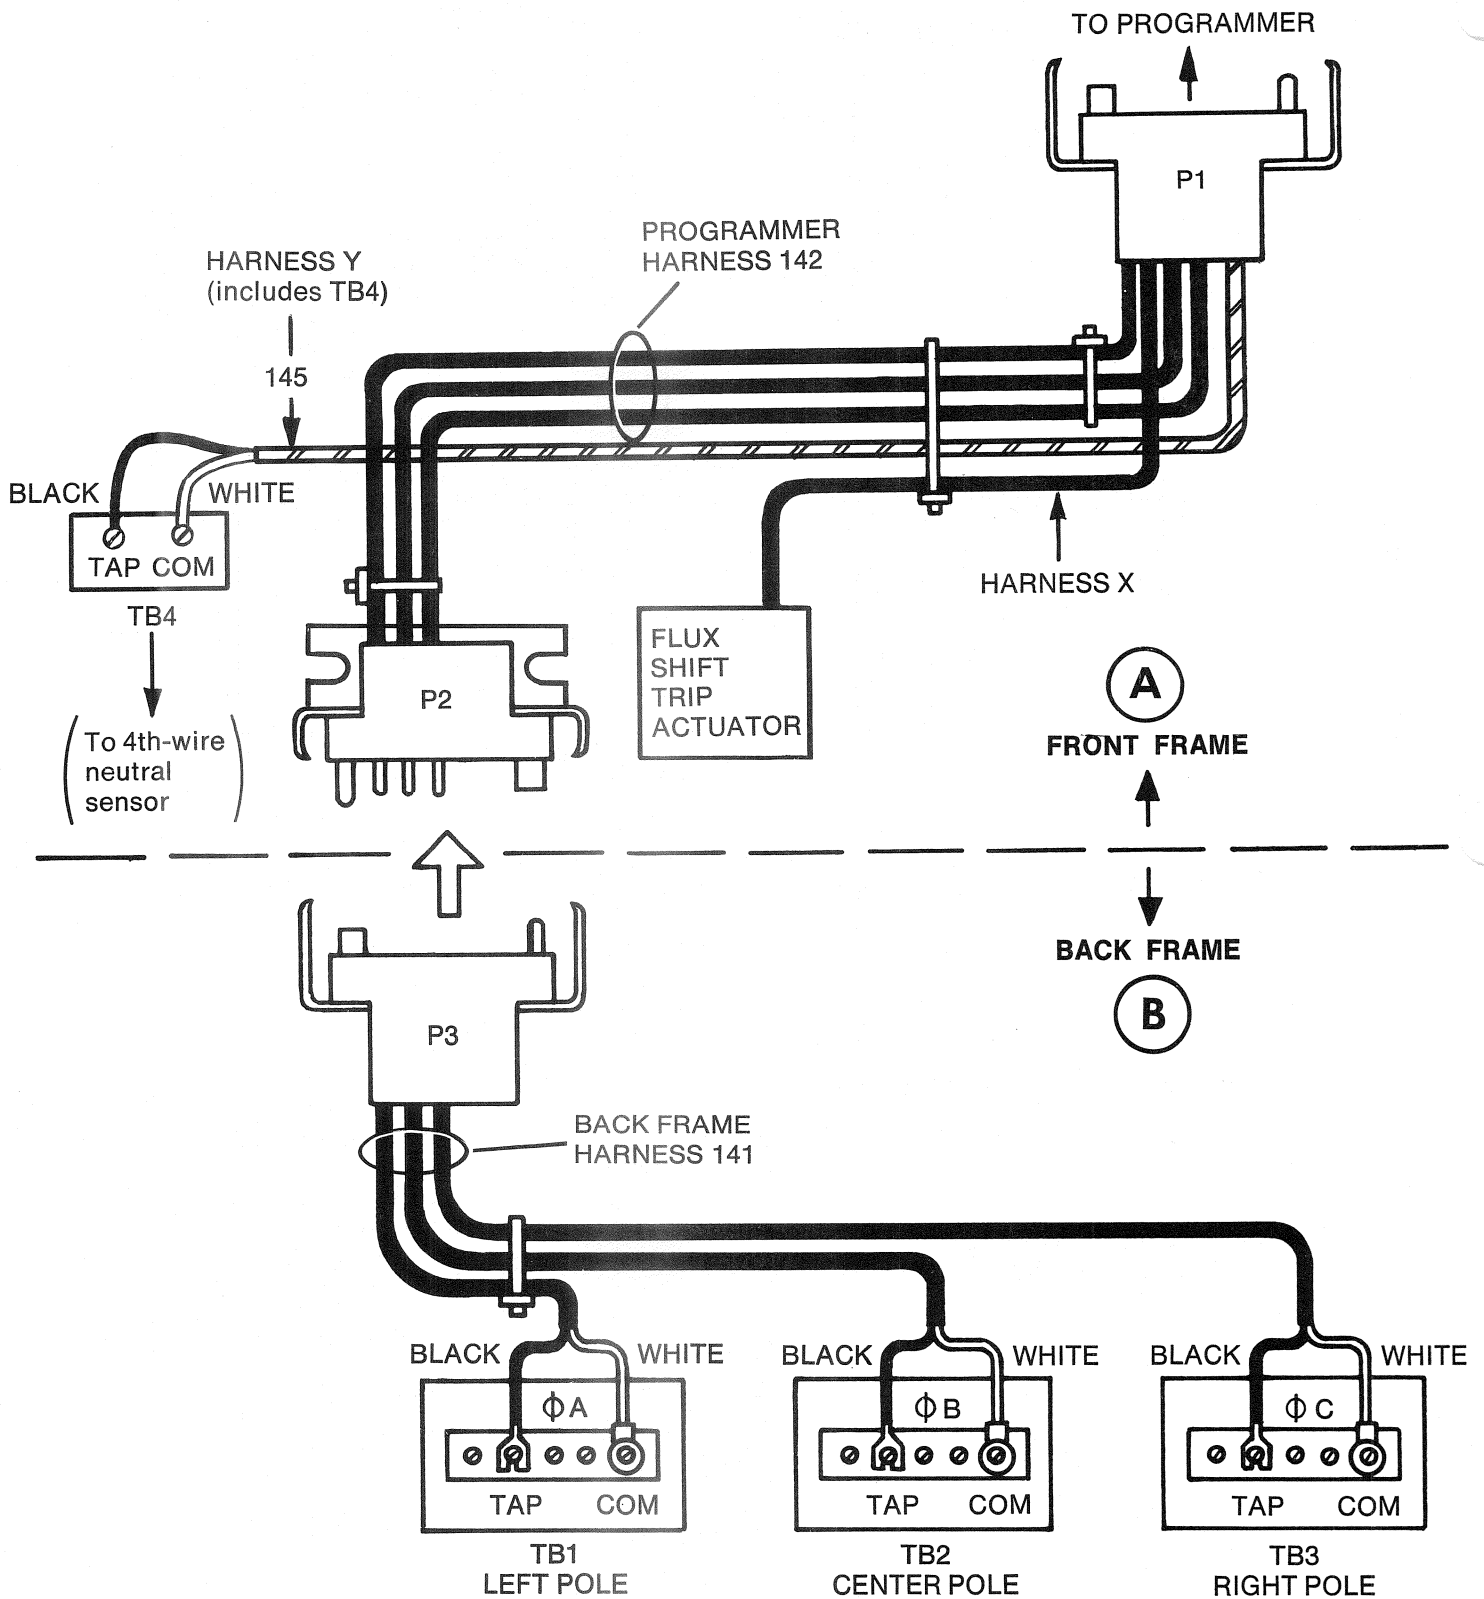 TO PROGRAMMER
P1
PROGRAMMER
HARNESS 142
HARNESS Y
(includes TB4)
145
BLACK
WHITE
TAP COM
TB4
(To 4th-wire
neutral
sensor)
P2
FLUX
SHIFT
TRIP
ACTUATOR
HARNESS X
A
FRONT FRAME
BACK FRAME
B
P3
BACK FRAME
HARNESS 141
BLACK WHITE
ΦA
TAP COM
TB1
LEFT POLE
BLACK WHITE
ΦB
TAP COM
TB2
CENTER POLE
BLACK WHITE
Φ C
TAP COM
TB3
RIGHT POLE